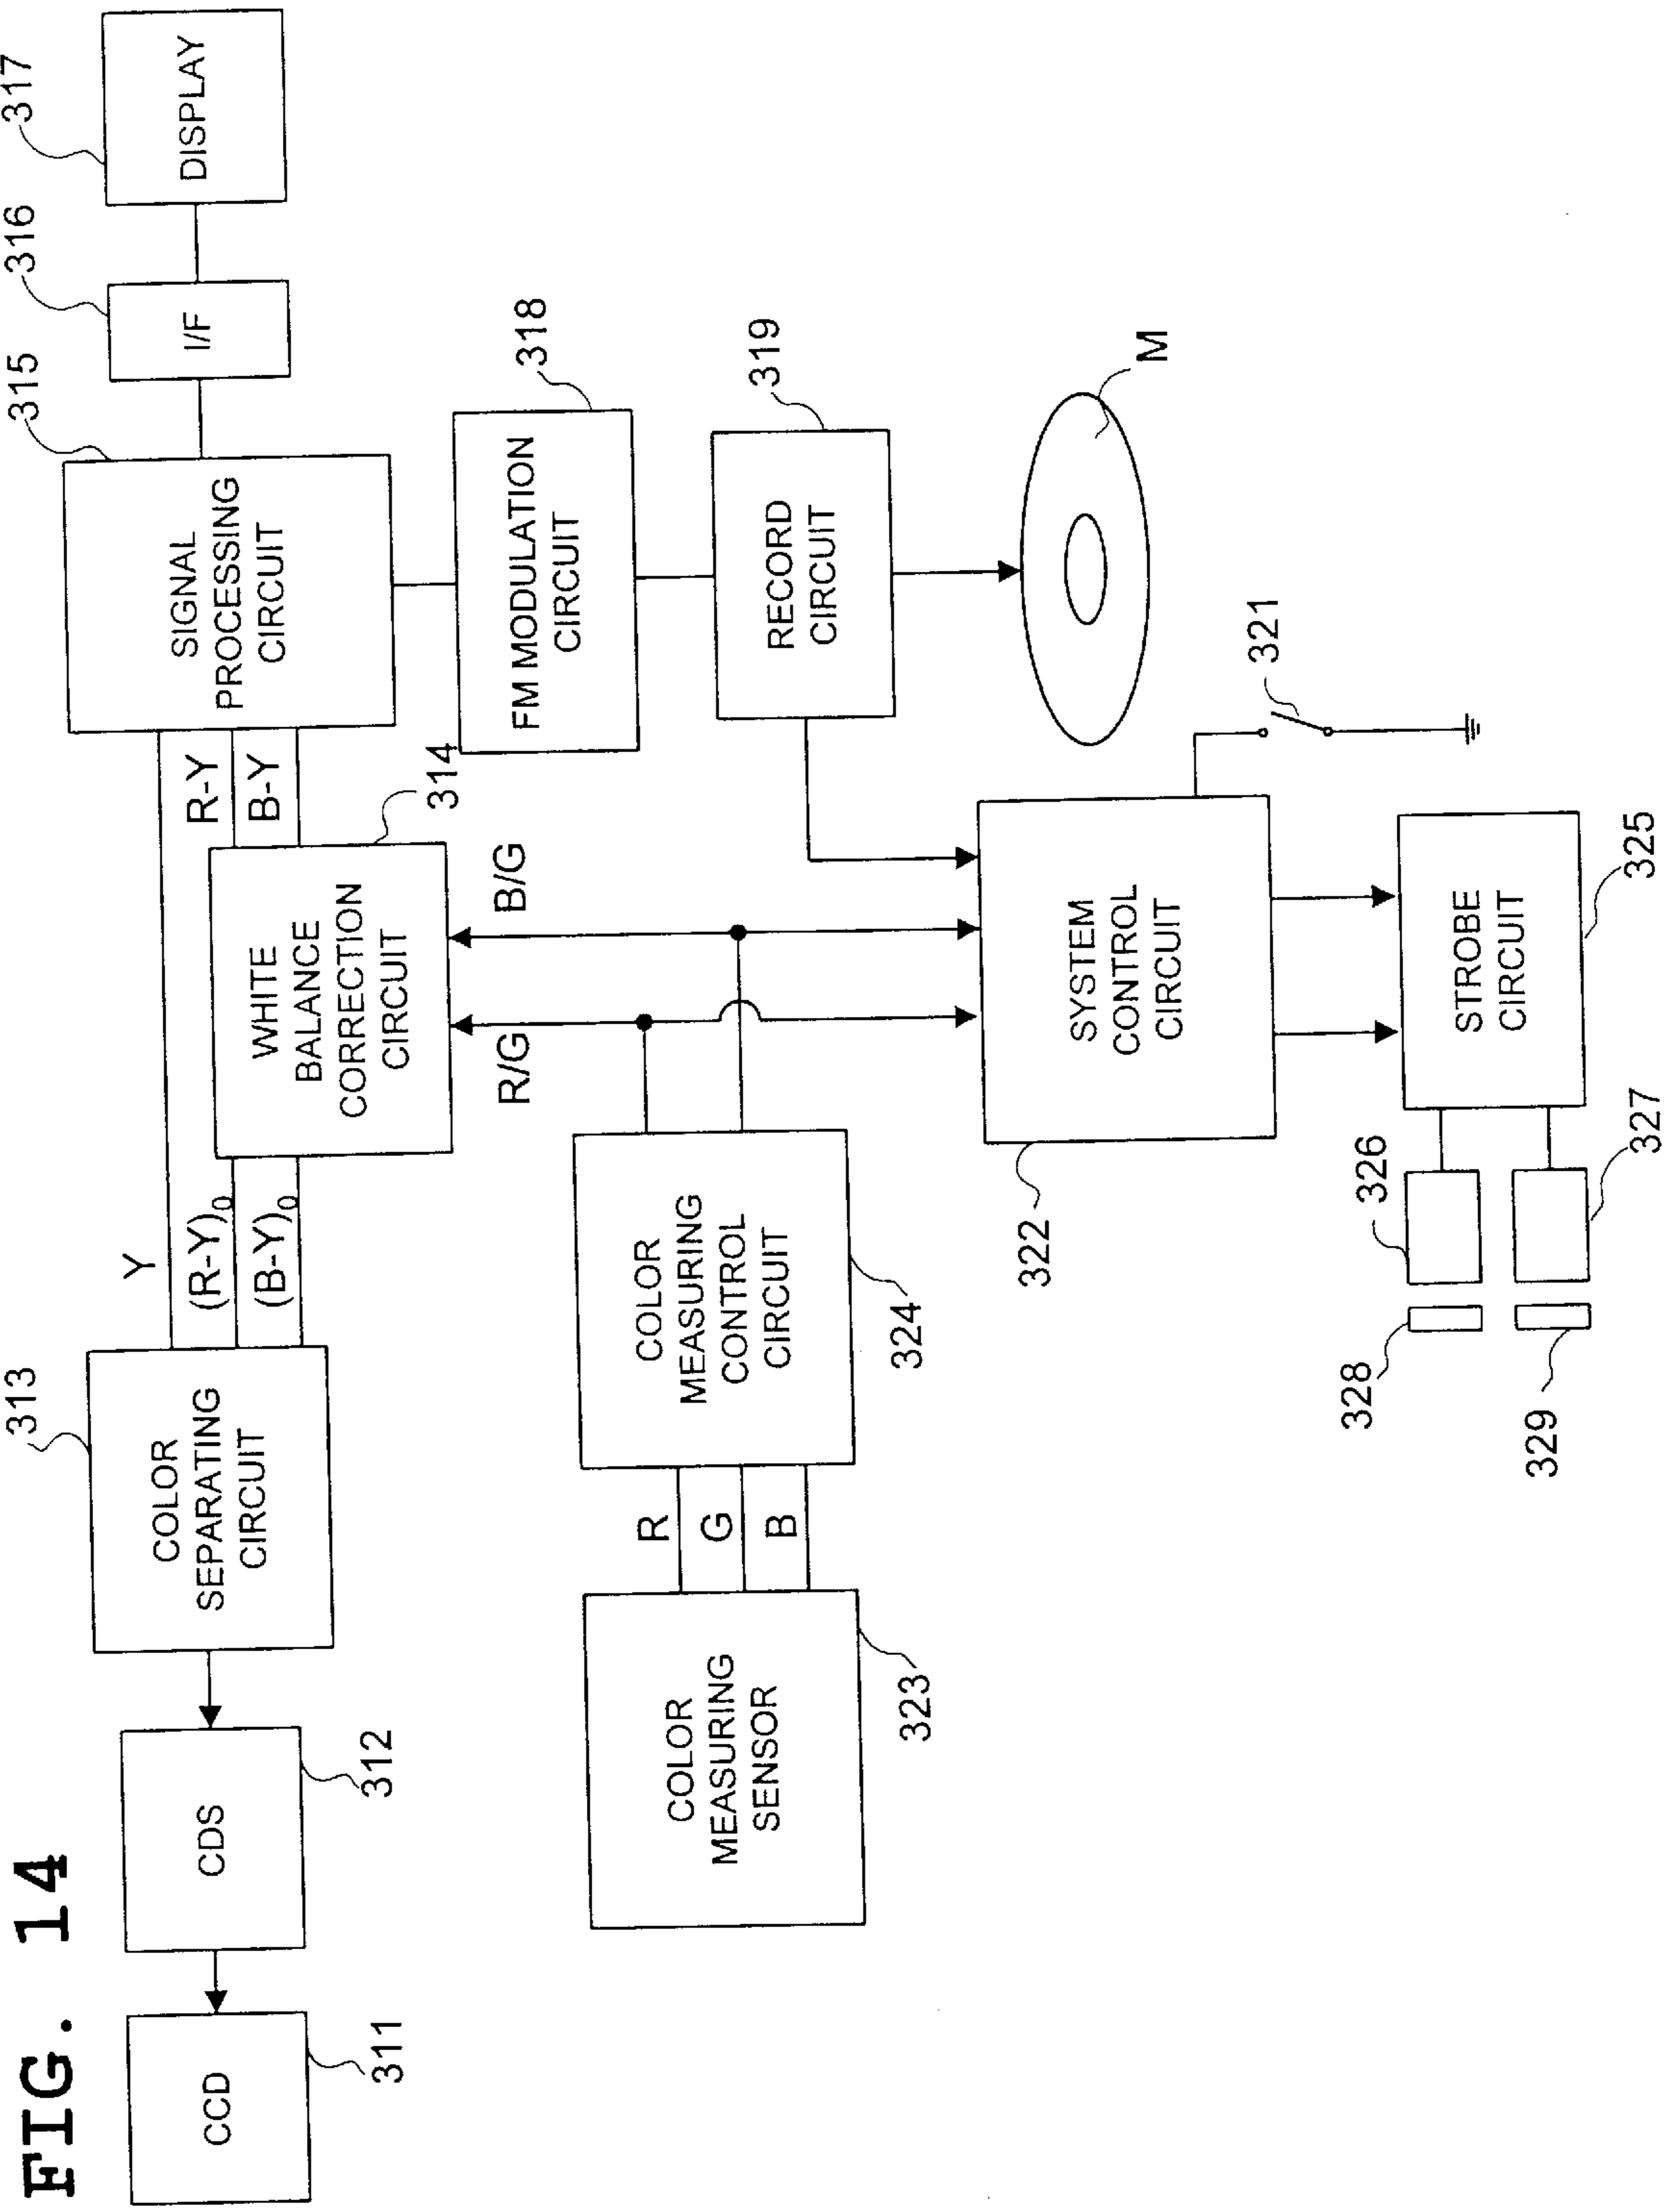 FIG. 14
313
315
316
317
CCD
311
CDS
312
COLOR
SEPARATING
CIRCUIT
Y
(R-Y)0
(B-Y)0
WHITE
BALANCE
CORRECTION
CIRCUIT
314
R-Y
B-Y
SIGNAL
PROCESSING
CIRCUIT
I/F
DISPLAY
FM MODULATION
CIRCUIT
318
R/G
B/G
COLOR
MEASURING
SENSOR
323
R
G
B
COLOR
MEASURING
CONTROL
CIRCUIT
324
RECORD
CIRCUIT
319
M
SYSTEM
CONTROL
CIRCUIT
322
321
STROBE
CIRCUIT
325
326
327
328
329